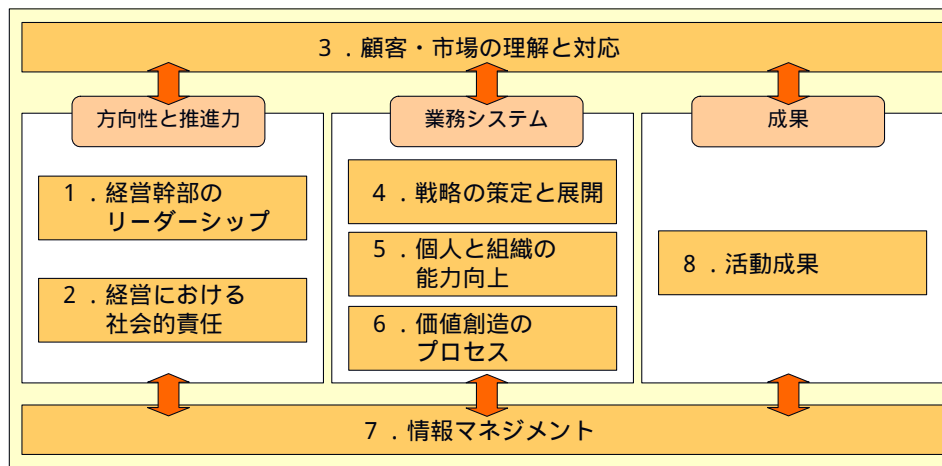 3．顧客・市場の理解と対応
方向性と推進力
1．経営幹部の
リーダーシップ
2．経営における
社会的責任
業務システム
4．戦略の策定と展開
5．個人と組織の
能力向上
6．価値創造の
プロセス
成果
8．活動成果
7．情報マネジメント